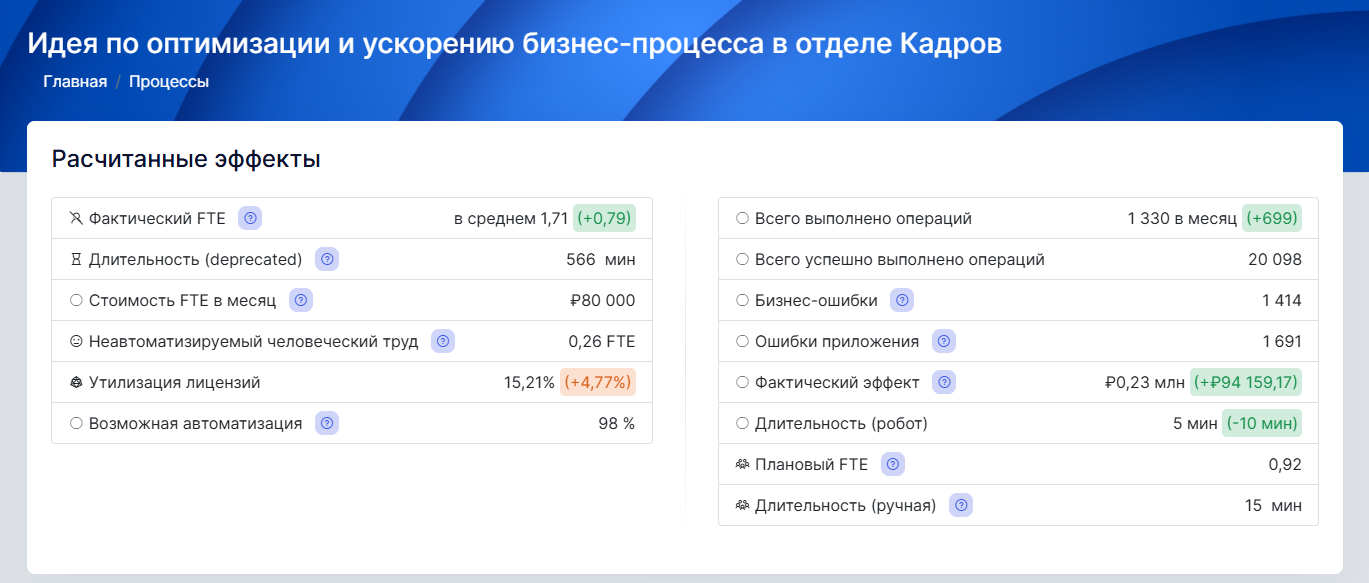 Идея по оптимизации и ускорению бизнес-процесса в отделе Кадров
Главная / Процессы
Расчитанные эффекты
Фактический FTE в среднем 1,71 (+0,79)
Длительность (deprecated) 566 мин
Стоимость FTE в месяц ₽80 000
Неавтоматизируемый человеческий труд 0,26 FTE
Утилизация лицензий 15,21% (+4,77%)
Возможная автоматизация 98 %
Всего выполнено операций 1 330 в месяц (+699)
Всего успешно выполнено операций 20 098
Бизнес-ошибки 1 414
Ошибки приложения 1 691
Фактический эффект ₽0,23 млн (+₽94 159,17)
Длительность (робот) 5 мин (-10 мин)
Плановый FTE 0,92
Длительность (ручная) 15 мин